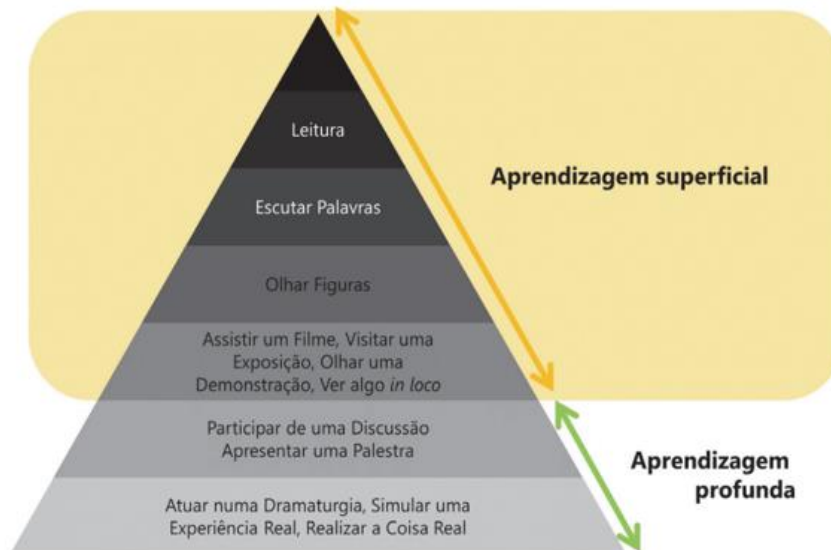 Leitura
Escutar Palavras
Olhar Figuras
Assistir um Filme, Visitar uma
Exposição, Olhar uma
Demonstração, Ver algo in loco
Participar de uma Discussão
Apresentar uma Palestra
Atuar numa Dramaturgia, Simular uma
Experiência Real, Realizar a Coisa Real
Aprendizagem superficial
Aprendizagem
profunda